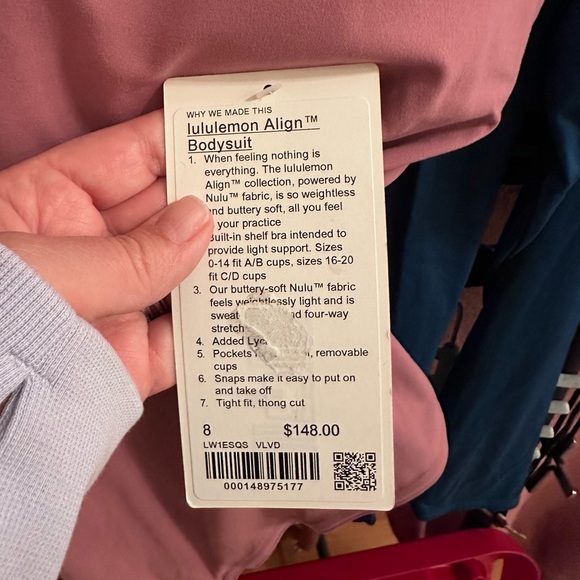 WHY WE MADE THIS
lululemon Align™
Bodysuit
1. When feeling nothing is
everything. The lululemon
Align™ collection, powered by
Nulu™ fabric, is so weightless
and buttery soft, all you feel
your practice
Built-in shelf bra intended to
provide light support. Sizes
0-14 fit A/B cups, sizes 16-20
fit C/D cups
3. Our buttery-soft Nulu™ fabric
feels weightlessly light and is
sweat four-way
stretch
4. Added
5. Pockets removable
cups
6. Snaps make it easy to put on
and take off
7. Tight fit, thong cut
8 $148.00
LW1ESQS VLVD
000148975177